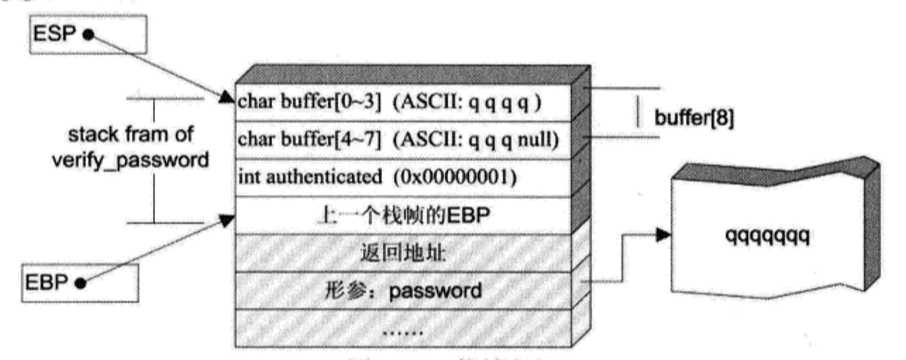 ESP
char buffer[0~3] (ASCII: q q q q )
char buffer[4~7] (ASCII: q q q null)
buffer[8]
stack fram of
verify_password
int authenticated (0x00000001)
上一个栈帧的EBP
qqqqqqq
返回地址
EBP
形参：password
......